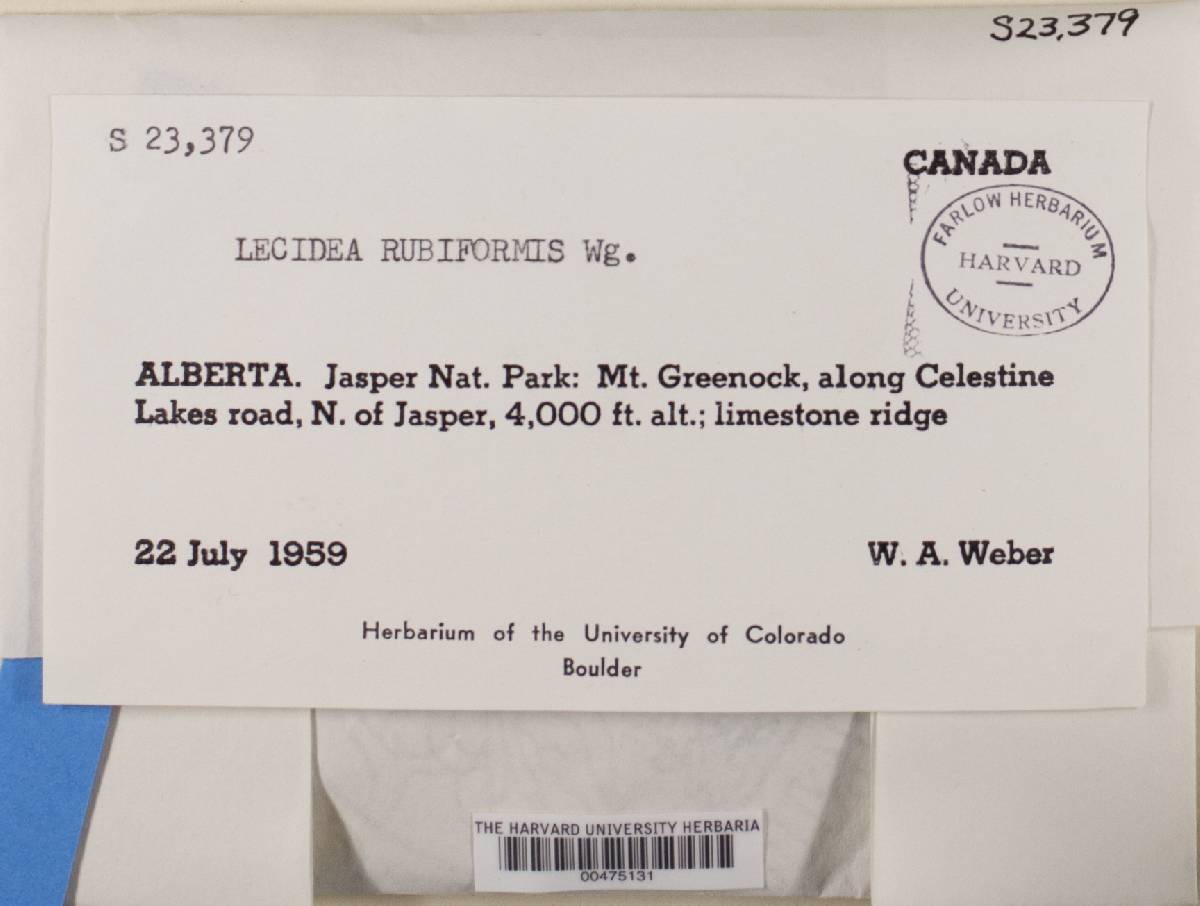 S23,379
S 23,379
CANADA
FARLOW HERBARIUM
HARVARD
UNIVERSITY
LECIDEA RUBIFORMIS Wg.
ALBERTA. Jasper Nat. Park: Mt. Greenock, along Celestine
Lakes road, N. of Jasper, 4,000 ft. alt.; limestone ridge
22 July 1959 W. A. Weber
Herbarium of the University of Colorado
Boulder
THE HARVARD UNIVERSITY HERBARIA
00475131